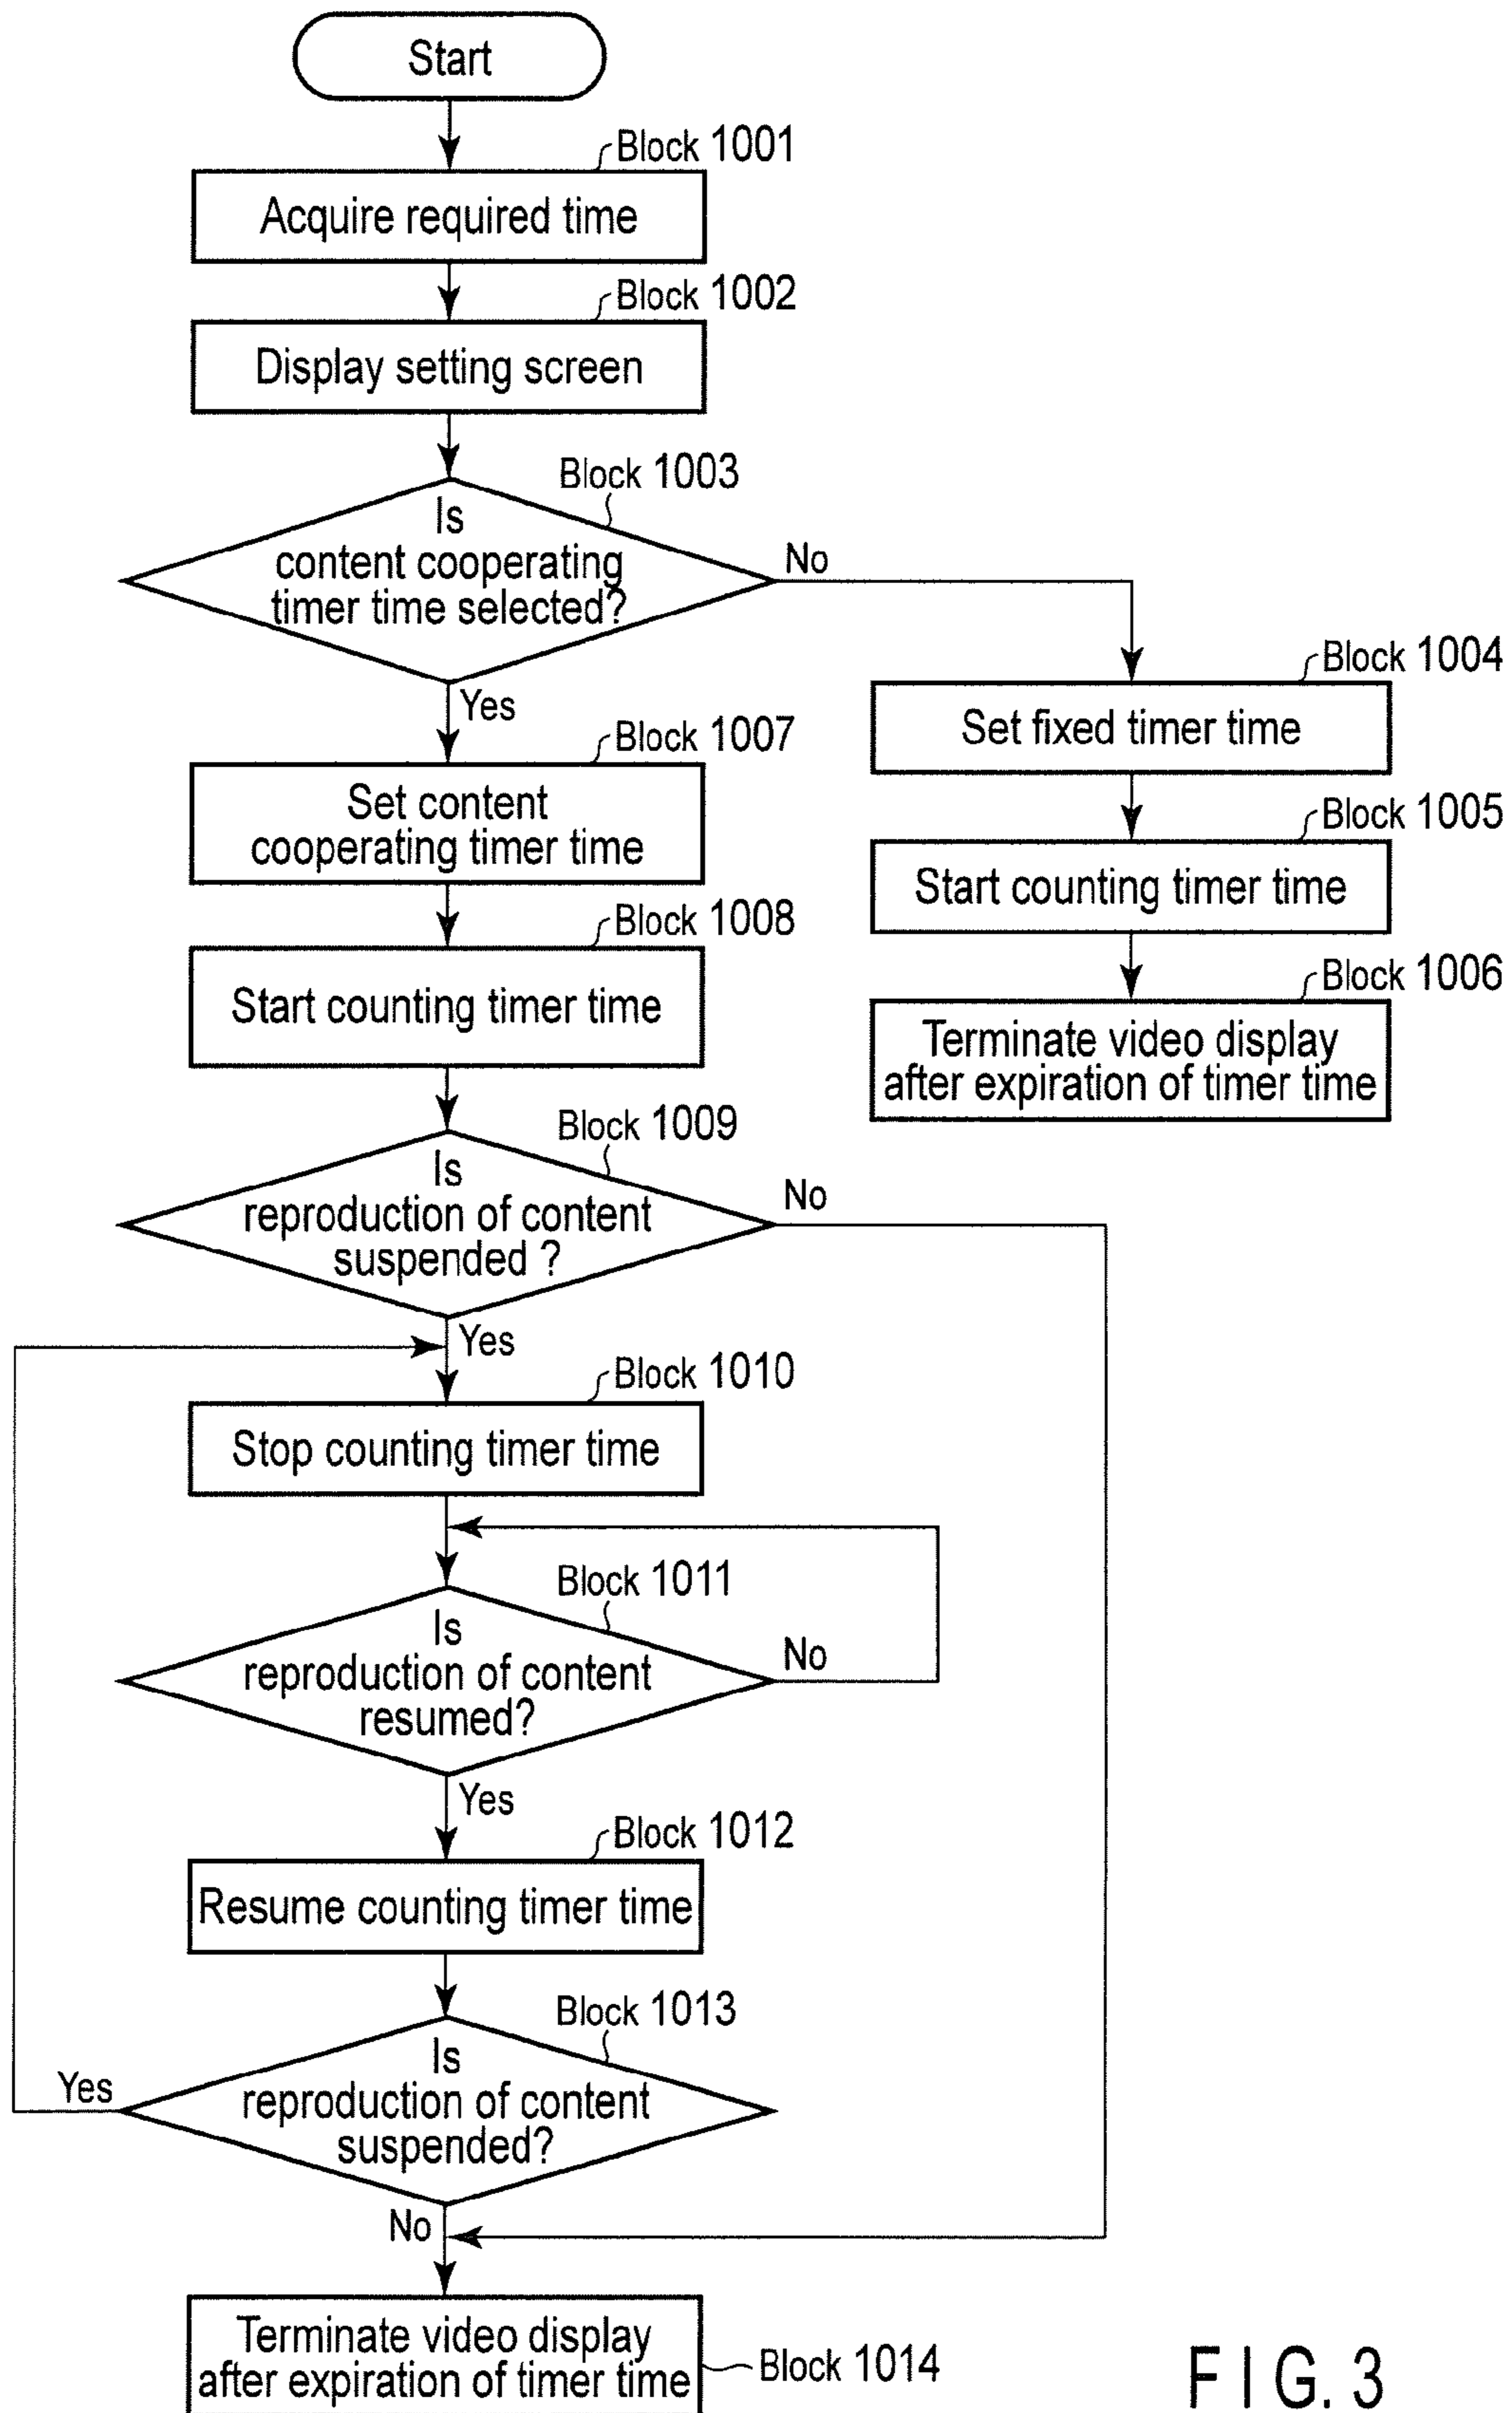 Start
Block 1001
Acquire required time
Block 1002
Display setting screen
Block 1003
Is
content cooperating
timer time selected?
No
Yes
Block 1004
Set fixed timer time
Block 1005
Start counting timer time
Block 1006
Terminate video display
after expiration of timer time
Block 1007
Set content
cooperating timer time
Block 1008
Start counting timer time
Block 1009
Is
reproduction of content
suspended ?
No
Yes
Block 1010
Stop counting timer time
Block 1011
Is
reproduction of content
resumed?
No
Yes
Block 1012
Resume counting timer time
Block 1013
Is
reproduction of content
suspended?
Yes
No
Terminate video display
after expiration of timer time
Block 1014
FIG. 3